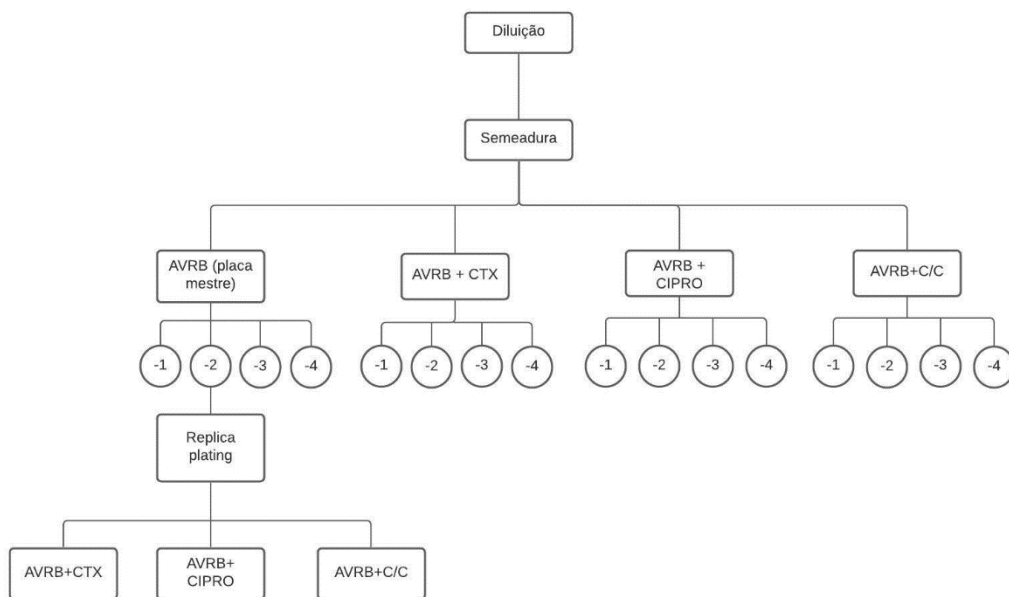 Diluição
Semeadura
AVRB (placa
mestre)
AVRB + CTX
AVRB +
CIPRO
AVRB+C/C
-1
-2
-3
-4
-1
-2
-3
-4
-1
-2
-3
-4
-1
-2
-3
-4
Replica
plating
AVRB+CTX
AVRB+
CIPRO
AVRB+C/C